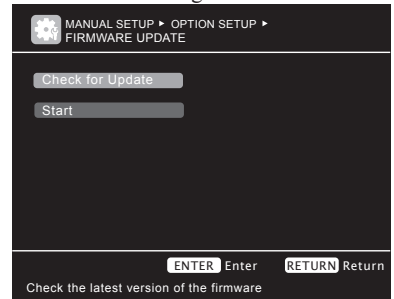 MANUAL SETUP ▸ OPTION SETUP ▸
FIRMWARE UPDATE
Check for Update
Start
ENTER Enter RETURN Return
Check the latest version of the firmware